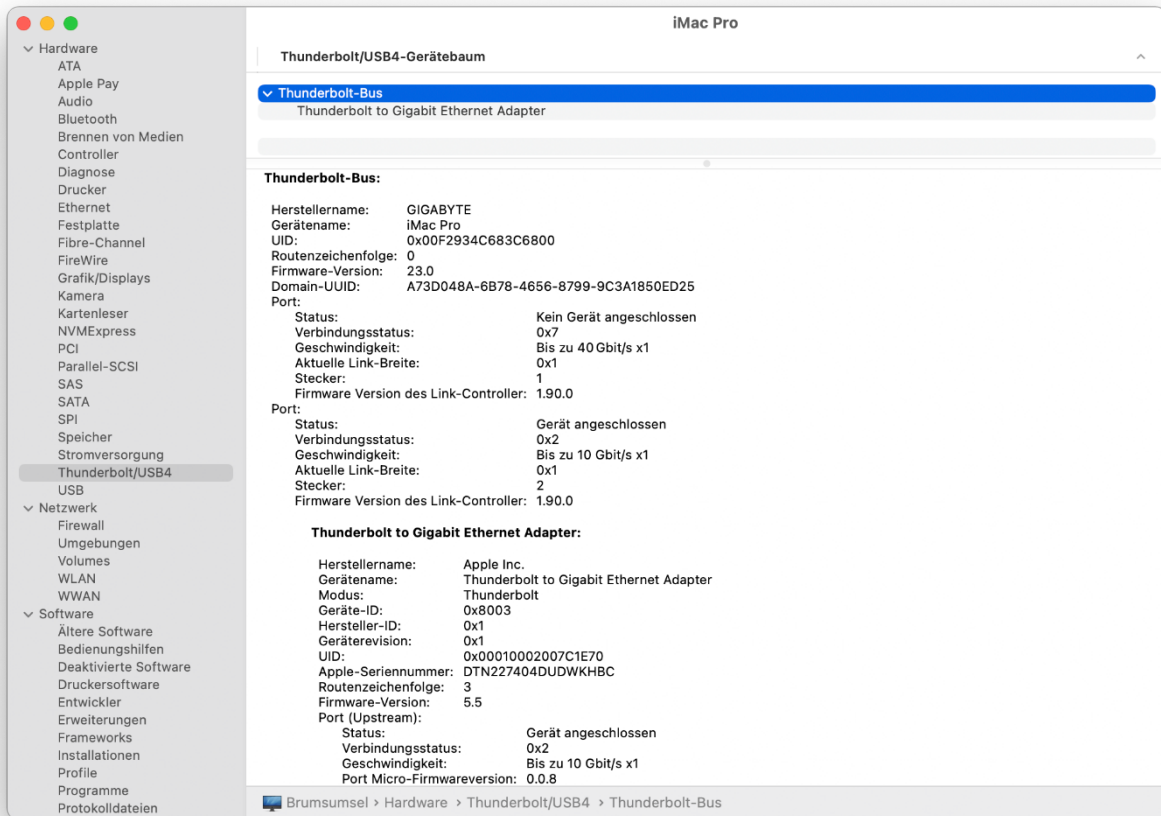 iMac Pro
Hardware
ATA
Apple Pay
Audio
Bluetooth
Brennen von Medien
Controller
Diagnose
Drucker
Ethernet
Festplatte
Fibre-Channel
FireWire
Grafik/Displays
Kamera
Kartenleser
NVMExpress
PCI
Parallel-SCSI
SAS
SATA
SPI
Speicher
Stromversorgung
Thunderbolt/USB4
USB
Netzwerk
Firewall
Umgebungen
Volumes
WLAN
WWAN
Software
Ältere Software
Bedienungshilfen
Deaktivierte Software
Druckersoftware
Entwickler
Erweiterungen
Frameworks
Installationen
Profile
Programme
Protokolldateien
Thunderbolt/USB4-Gerätebaum
Thunderbolt-Bus
Thunderbolt to Gigabit Ethernet Adapter
Thunderbolt-Bus:
Herstellername: GIGABYTE
Gerätename: iMac Pro
UID: 0x00F2934C683C6800
Routenzeichenfolge: 0
Firmware-Version: 23.0
Domain-UUID: A73D048A-6B78-4656-8799-9C3A1850ED25
Port:
Status: Kein Gerät angeschlossen
Verbindungsstatus: 0x7
Geschwindigkeit: Bis zu 40 Gbit/s x1
Aktuelle Link-Breite: 0x1
Stecker: 1
Firmware Version des Link-Controller: 1.90.0
Port:
Status: Gerät angeschlossen
Verbindungsstatus: 0x2
Geschwindigkeit: Bis zu 10 Gbit/s x1
Aktuelle Link-Breite: 0x1
Stecker: 2
Firmware Version des Link-Controller: 1.90.0
Thunderbolt to Gigabit Ethernet Adapter:
Herstellername: Apple Inc.
Gerätename: Thunderbolt to Gigabit Ethernet Adapter
Modus: Thunderbolt
Geräte-ID: 0x8003
Hersteller-ID: 0x1
Geräterevision: 0x1
UID: 0x00010002007C1E70
Apple-Seriennummer: DTN227404DUDWKHBC
Routenzeichenfolge: 3
Firmware-Version: 5.5
Port (Upstream):
Status: Gerät angeschlossen
Verbindungsstatus: 0x2
Geschwindigkeit: Bis zu 10 Gbit/s x1
Port Micro-Firmwareversion: 0.0.8
Brumsumsel › Hardware › Thunderbolt/USB4 › Thunderbolt-Bus